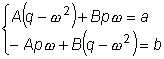 A(q − ω²) + Bpω = a
− Apω + B(q − ω²) = b